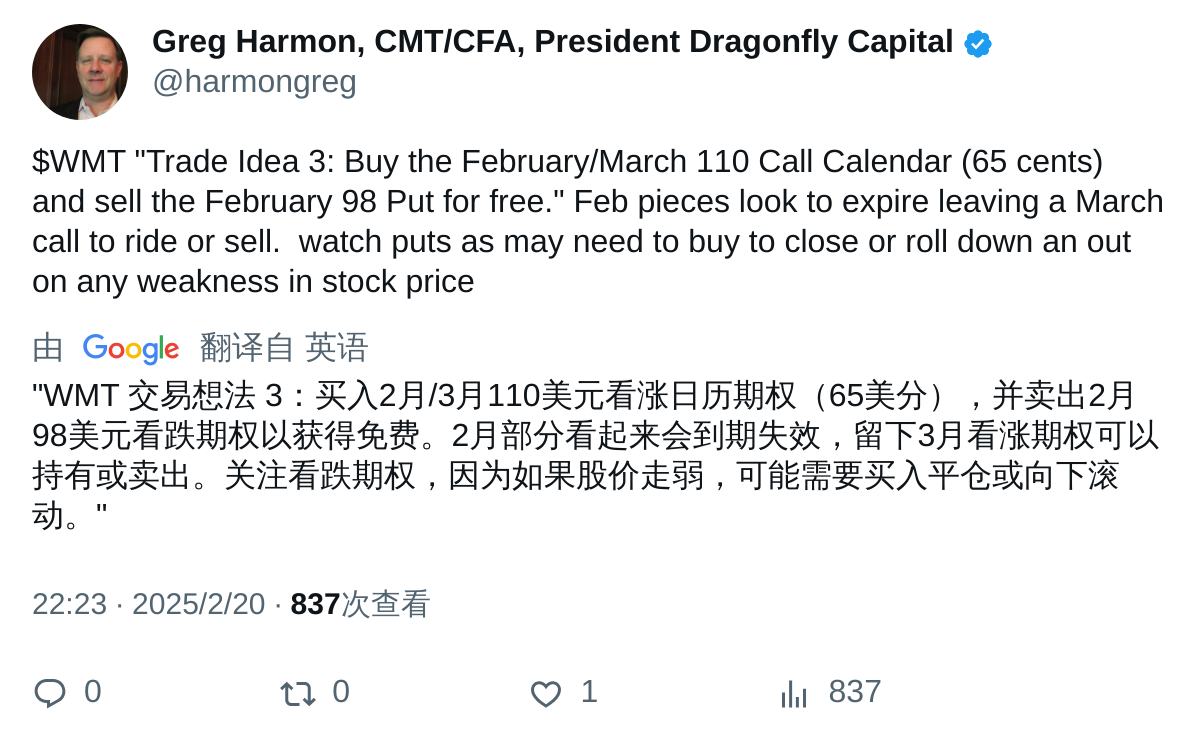 Greg Harmon, CMT/CFA, President Dragonfly Capital
@harmongreg
$WMT "Trade Idea 3: Buy the February/March 110 Call Calendar (65 cents)
and sell the February 98 Put for free." Feb pieces look to expire leaving a March
call to ride or sell.  watch puts as may need to buy to close or roll down an out
on any weakness in stock price
由 Google 翻译自 英语
"WMT 交易想法 3：买入2月/3月110美元看涨日历期权（65美分），并卖出2月
98美元看跌期权以获得免费。2月部分看起来会到期失效，留下3月看涨期权可以
持有或卖出。关注看跌期权，因为如果股价走弱，可能需要买入平仓或向下滚
动。"
22:23 · 2025/2/20 · 837次查看
0 0 1 837